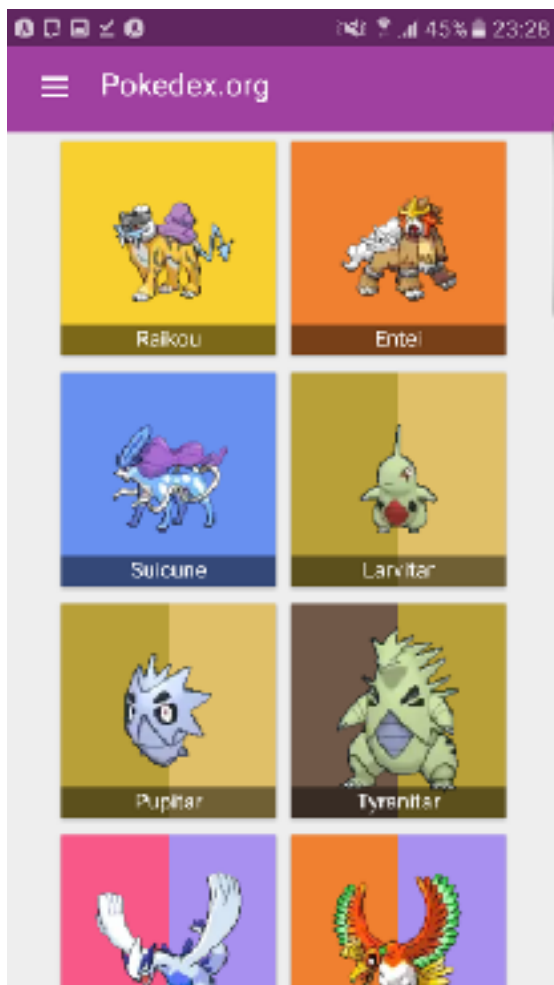 45% 23:28
Pokedex.org
Raikou
Entei
Suicune
Larvitar
Pupitar
Tyranitar